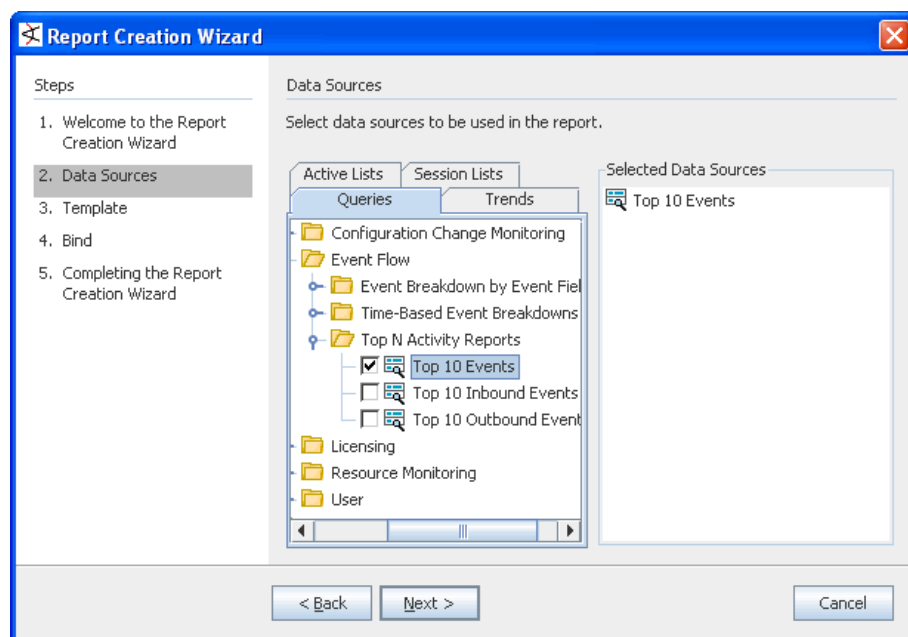 Report Creation Wizard
Steps
1. Welcome to the Report
Creation Wizard
2. Data Sources
3. Template
4. Bind
5. Completing the Report
Creation Wizard
Data Sources
Select data sources to be used in the report.
Active Lists
Session Lists
Queries
Trends
Configuration Change Monitoring
Event Flow
Event Breakdown by Event Fiel
Time-Based Event Breakdowns
Top N Activity Reports
Top 10 Events
Top 10 Inbound Events
Top 10 Outbound Event
Licensing
Resource Monitoring
User
Selected Data Sources
Top 10 Events
< Back
Next >
Cancel